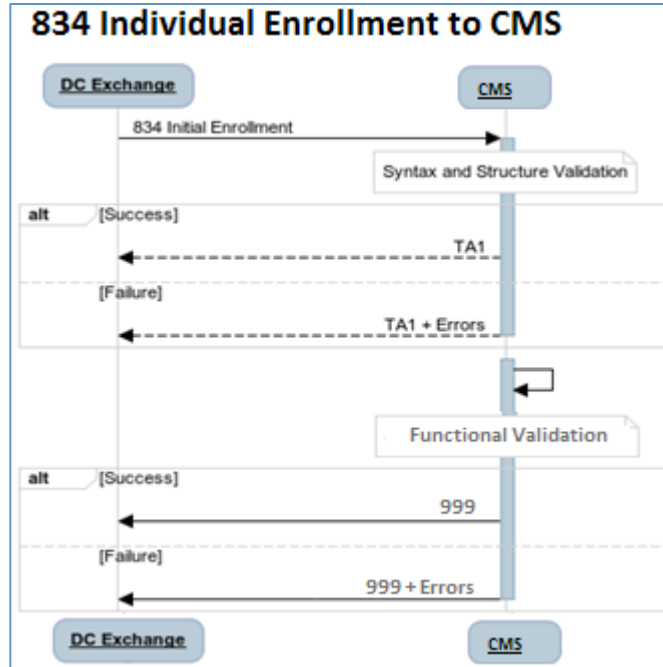 834 Individual Enrollment to CMS
DC Exchange
CMS
834 Initial Enrollment
Syntax and Structure Validation
alt
[Success]
TA1
[Failure]
TA1 + Errors
Functional Validation
alt
[Success]
999
[Failure]
999 + Errors
DC Exchange
CMS